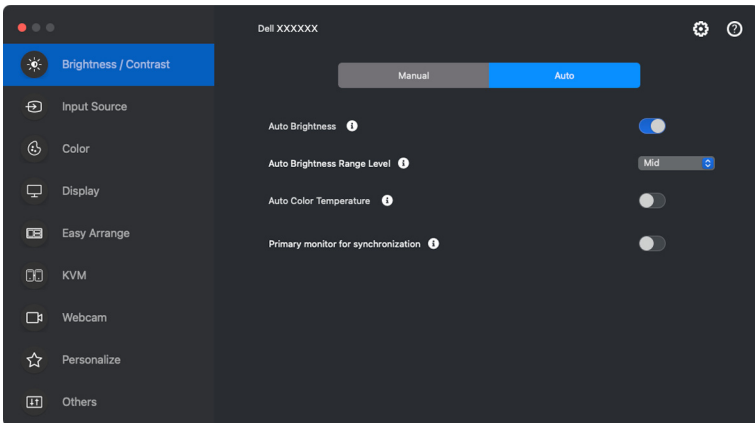 Dell XXXXXX
Brightness / Contrast
Input Source
Color
Display
Easy Arrange
KVM
Webcam
Personalize
Others
Manual
Auto
Auto Brightness
Auto Brightness Range Level
Mid
Auto Color Temperature
Primary monitor for synchronization